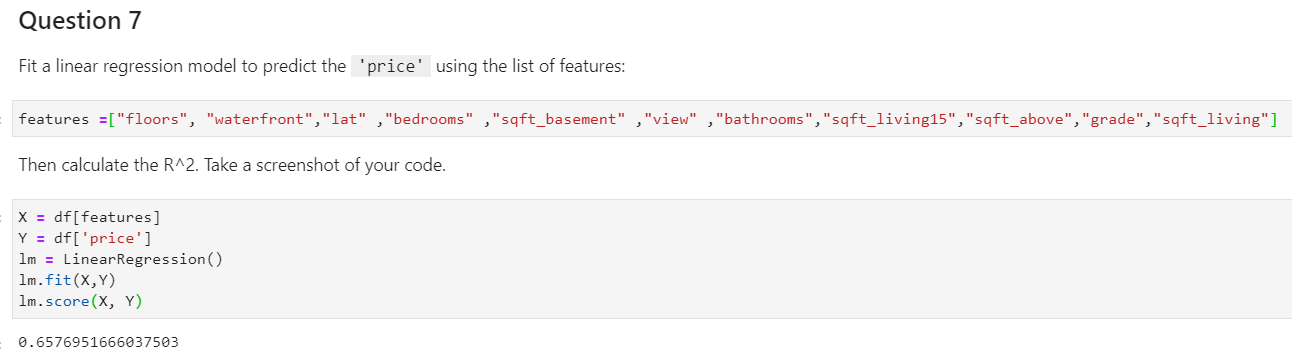 Question 7
Fit a linear regression model to predict the 'price' using the list of features:
features =["floors", "waterfront","lat" ,"bedrooms" ,"sqft_basement" ,"view" ,"bathrooms","sqft_living15","sqft_above","grade","sqft_living"]
Then calculate the R^2. Take a screenshot of your code.
X = df[features]
Y = df['price']
lm = LinearRegression()
lm.fit(X,Y)
lm.score(X, Y)
0.6576951666037503